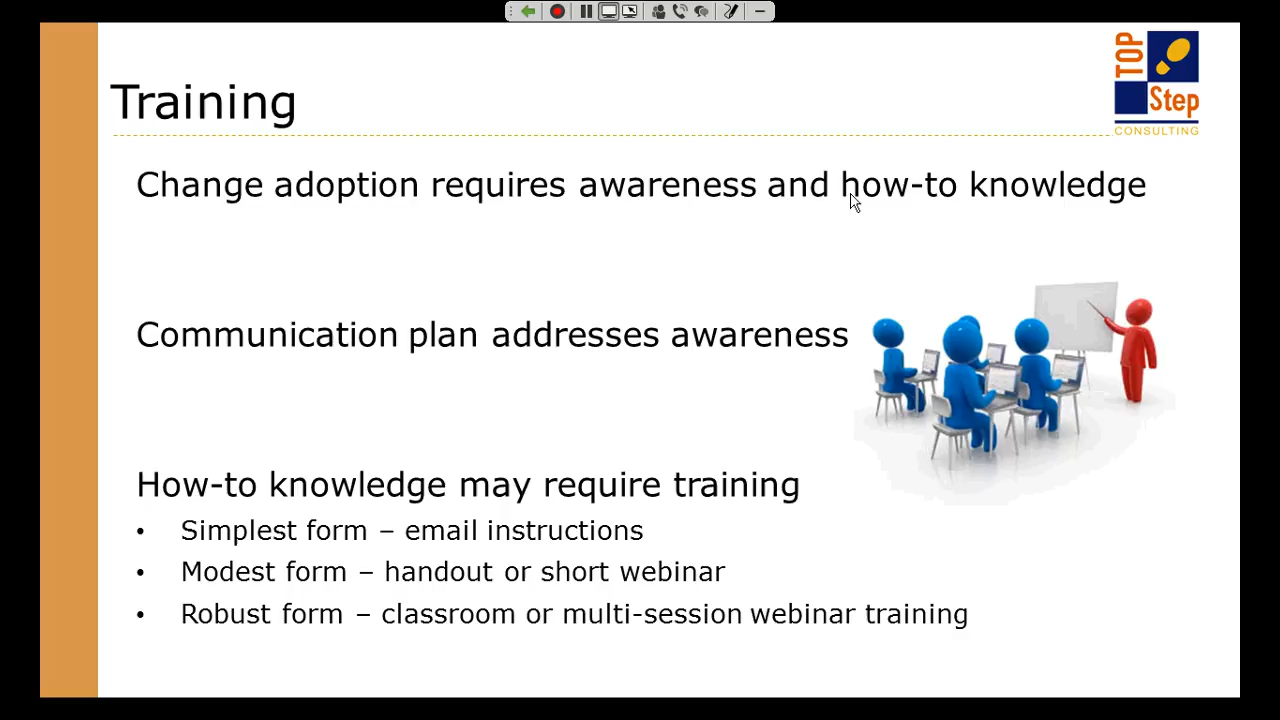 Training
TOP
Step
CONSULTING
Change adoption requires awareness and how-to knowledge
Communication plan addresses awareness
How-to knowledge may require training
• Simplest form – email instructions
• Modest form – handout or short webinar
• Robust form – classroom or multi-session webinar training